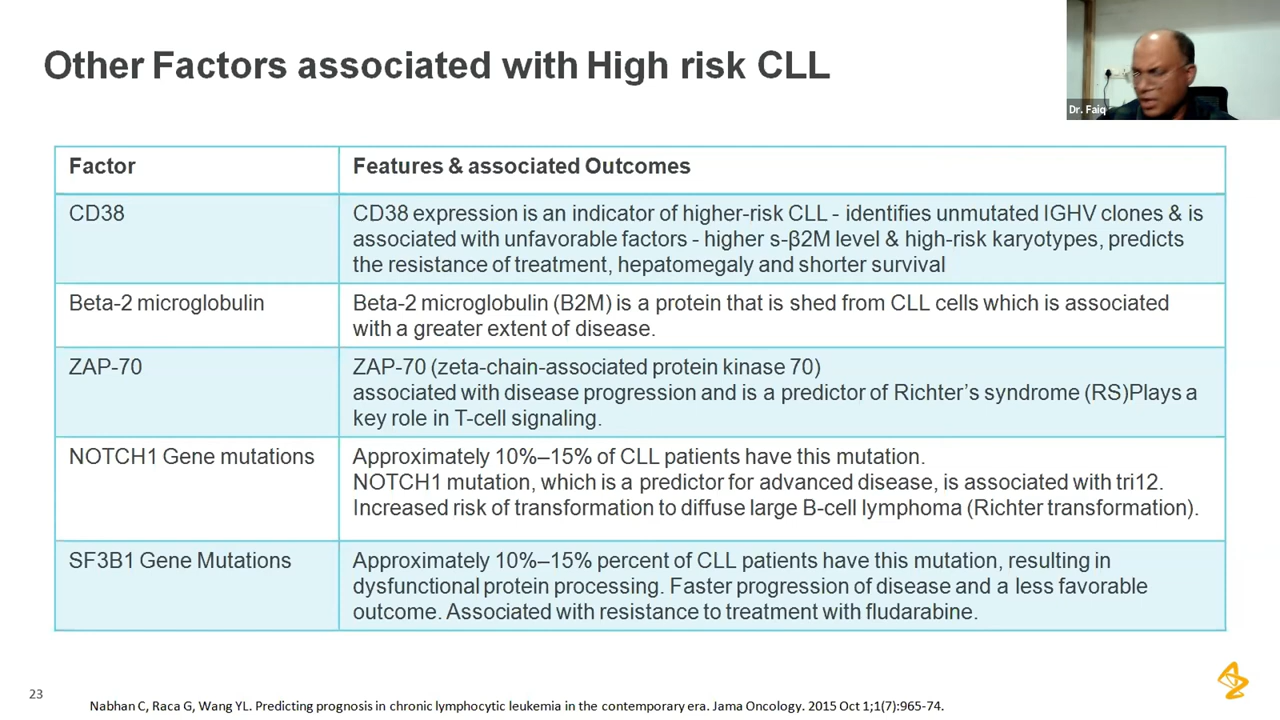 Other Factors associated with High risk CLL
Dr. Faiq
Factor
Features & associated Outcomes
CD38
CD38 expression is an indicator of higher-risk CLL - identifies unmutated IGHV clones & is
associated with unfavorable factors - higher s-β2M level & high-risk karyotypes, predicts
the resistance of treatment, hepatomegaly and shorter survival
Beta-2 microglobulin
Beta-2 microglobulin (B2M) is a protein that is shed from CLL cells which is associated
with a greater extent of disease.
ZAP-70
ZAP-70 (zeta-chain-associated protein kinase 70)
associated with disease progression and is a predictor of Richter’s syndrome (RS)Plays a
key role in T-cell signaling.
NOTCH1 Gene mutations
Approximately 10%–15% of CLL patients have this mutation.
NOTCH1 mutation, which is a predictor for advanced disease, is associated with tri12.
Increased risk of transformation to diffuse large B-cell lymphoma (Richter transformation).
SF3B1 Gene Mutations
Approximately 10%–15% percent of CLL patients have this mutation, resulting in
dysfunctional protein processing. Faster progression of disease and a less favorable
outcome. Associated with resistance to treatment with fludarabine.
23
Nabhan C, Raca G, Wang YL. Predicting prognosis in chronic lymphocytic leukemia in the contemporary era. Jama Oncology. 2015 Oct 1;1(7):965-74.